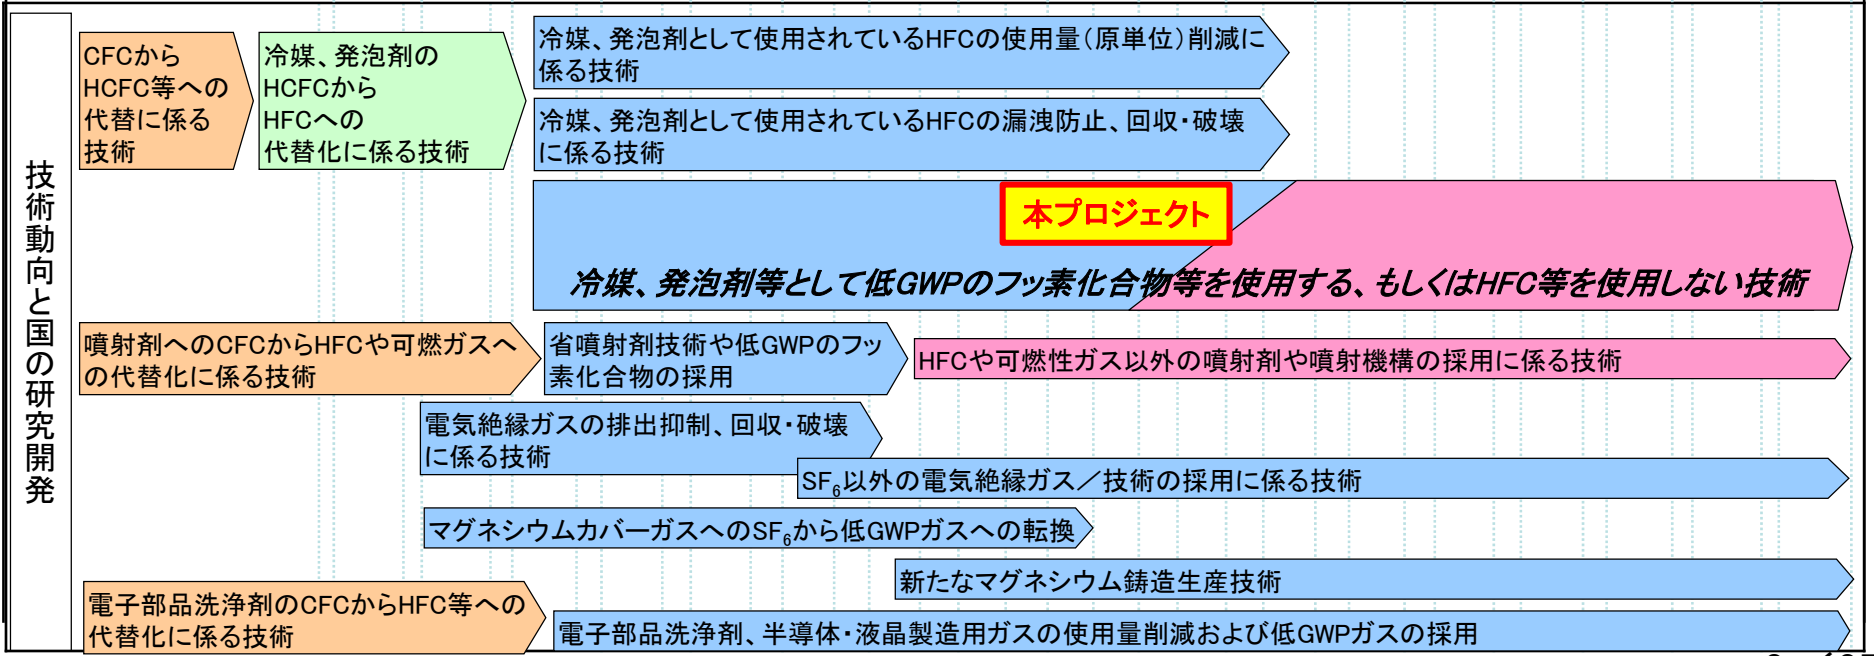 技術動向と国の研究開発
CFCから
HCFC等への
代替に係る
技術
冷媒、発泡剤の
HCFCから
HFCへの
代替化に係る技術
冷媒、発泡剤として使用されているHFCの使用量（原単位）削減に
係る技術
冷媒、発泡剤として使用されているHFCの漏洩防止、回収・破壊
に係る技術
本プロジェクト
冷媒、発泡剤等として低GWPのフッ素化合物等を使用する、もしくはHFC等を使用しない技術
噴射剤へのCFCからHFCや可燃ガスへ
の代替化に係る技術
省噴射剤技術や低GWPのフッ
素化合物の採用
HFCや可燃性ガス以外の噴射剤や噴射機構の採用に係る技術
電気絶縁ガスの排出抑制、回収・破壊
に係る技術
SF₆以外の電気絶縁ガス／技術の採用に係る技術
マグネシウムカバーガスへのSF₆から低GWPガスへの転換
新たなマグネシウム鋳造生産技術
電子部品洗浄剤のCFCからHFC等への
代替化に係る技術
電子部品洗浄剤、半導体・液晶製造用ガスの使用量削減および低GWPガスの採用